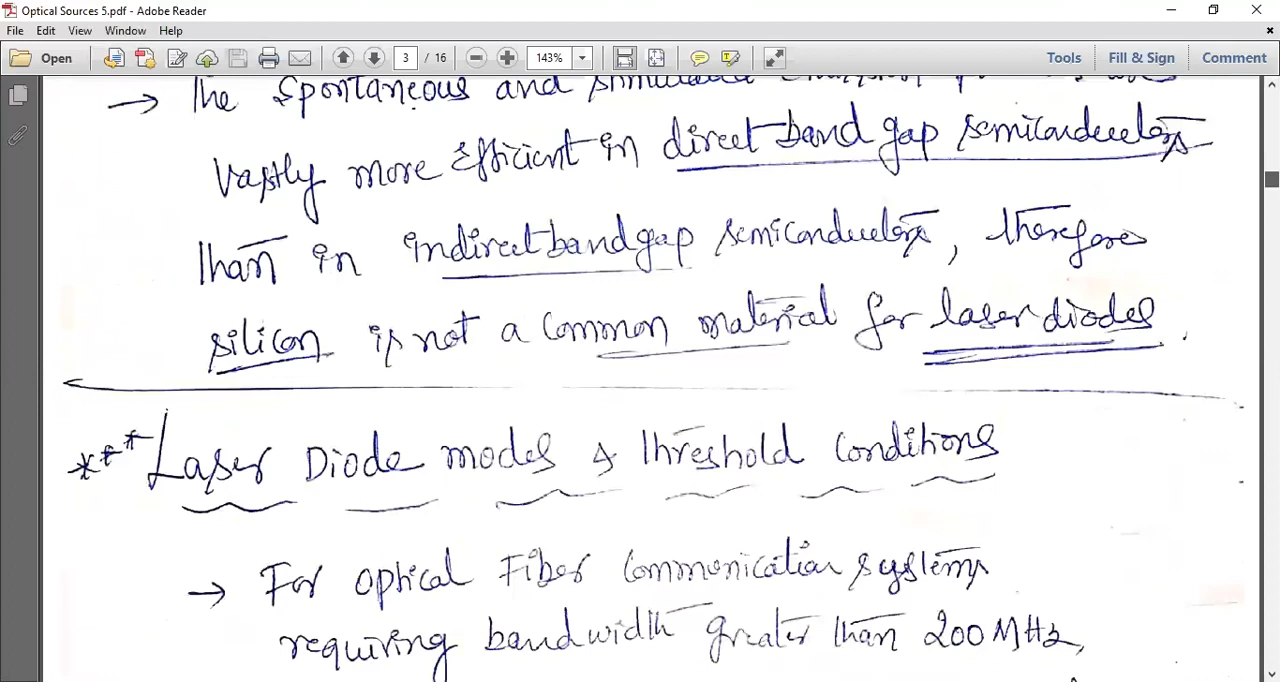 Optical Sources 5.pdf - Adobe Reader
File Edit View Window Help
Open 3 / 16 143% Tools Fill & Sign Comment
→ The Spontaneous and stimulated
Vastly more Efficient in direct band gap semiconductors
than in indirect bandgap semiconductors, therefore
silicon is not a common material for laser diodes.
*** Laser Diode modes & threshold conditions
→ For optical Fiber Communication systems
requiring bandwidth greater than 200 MHz,